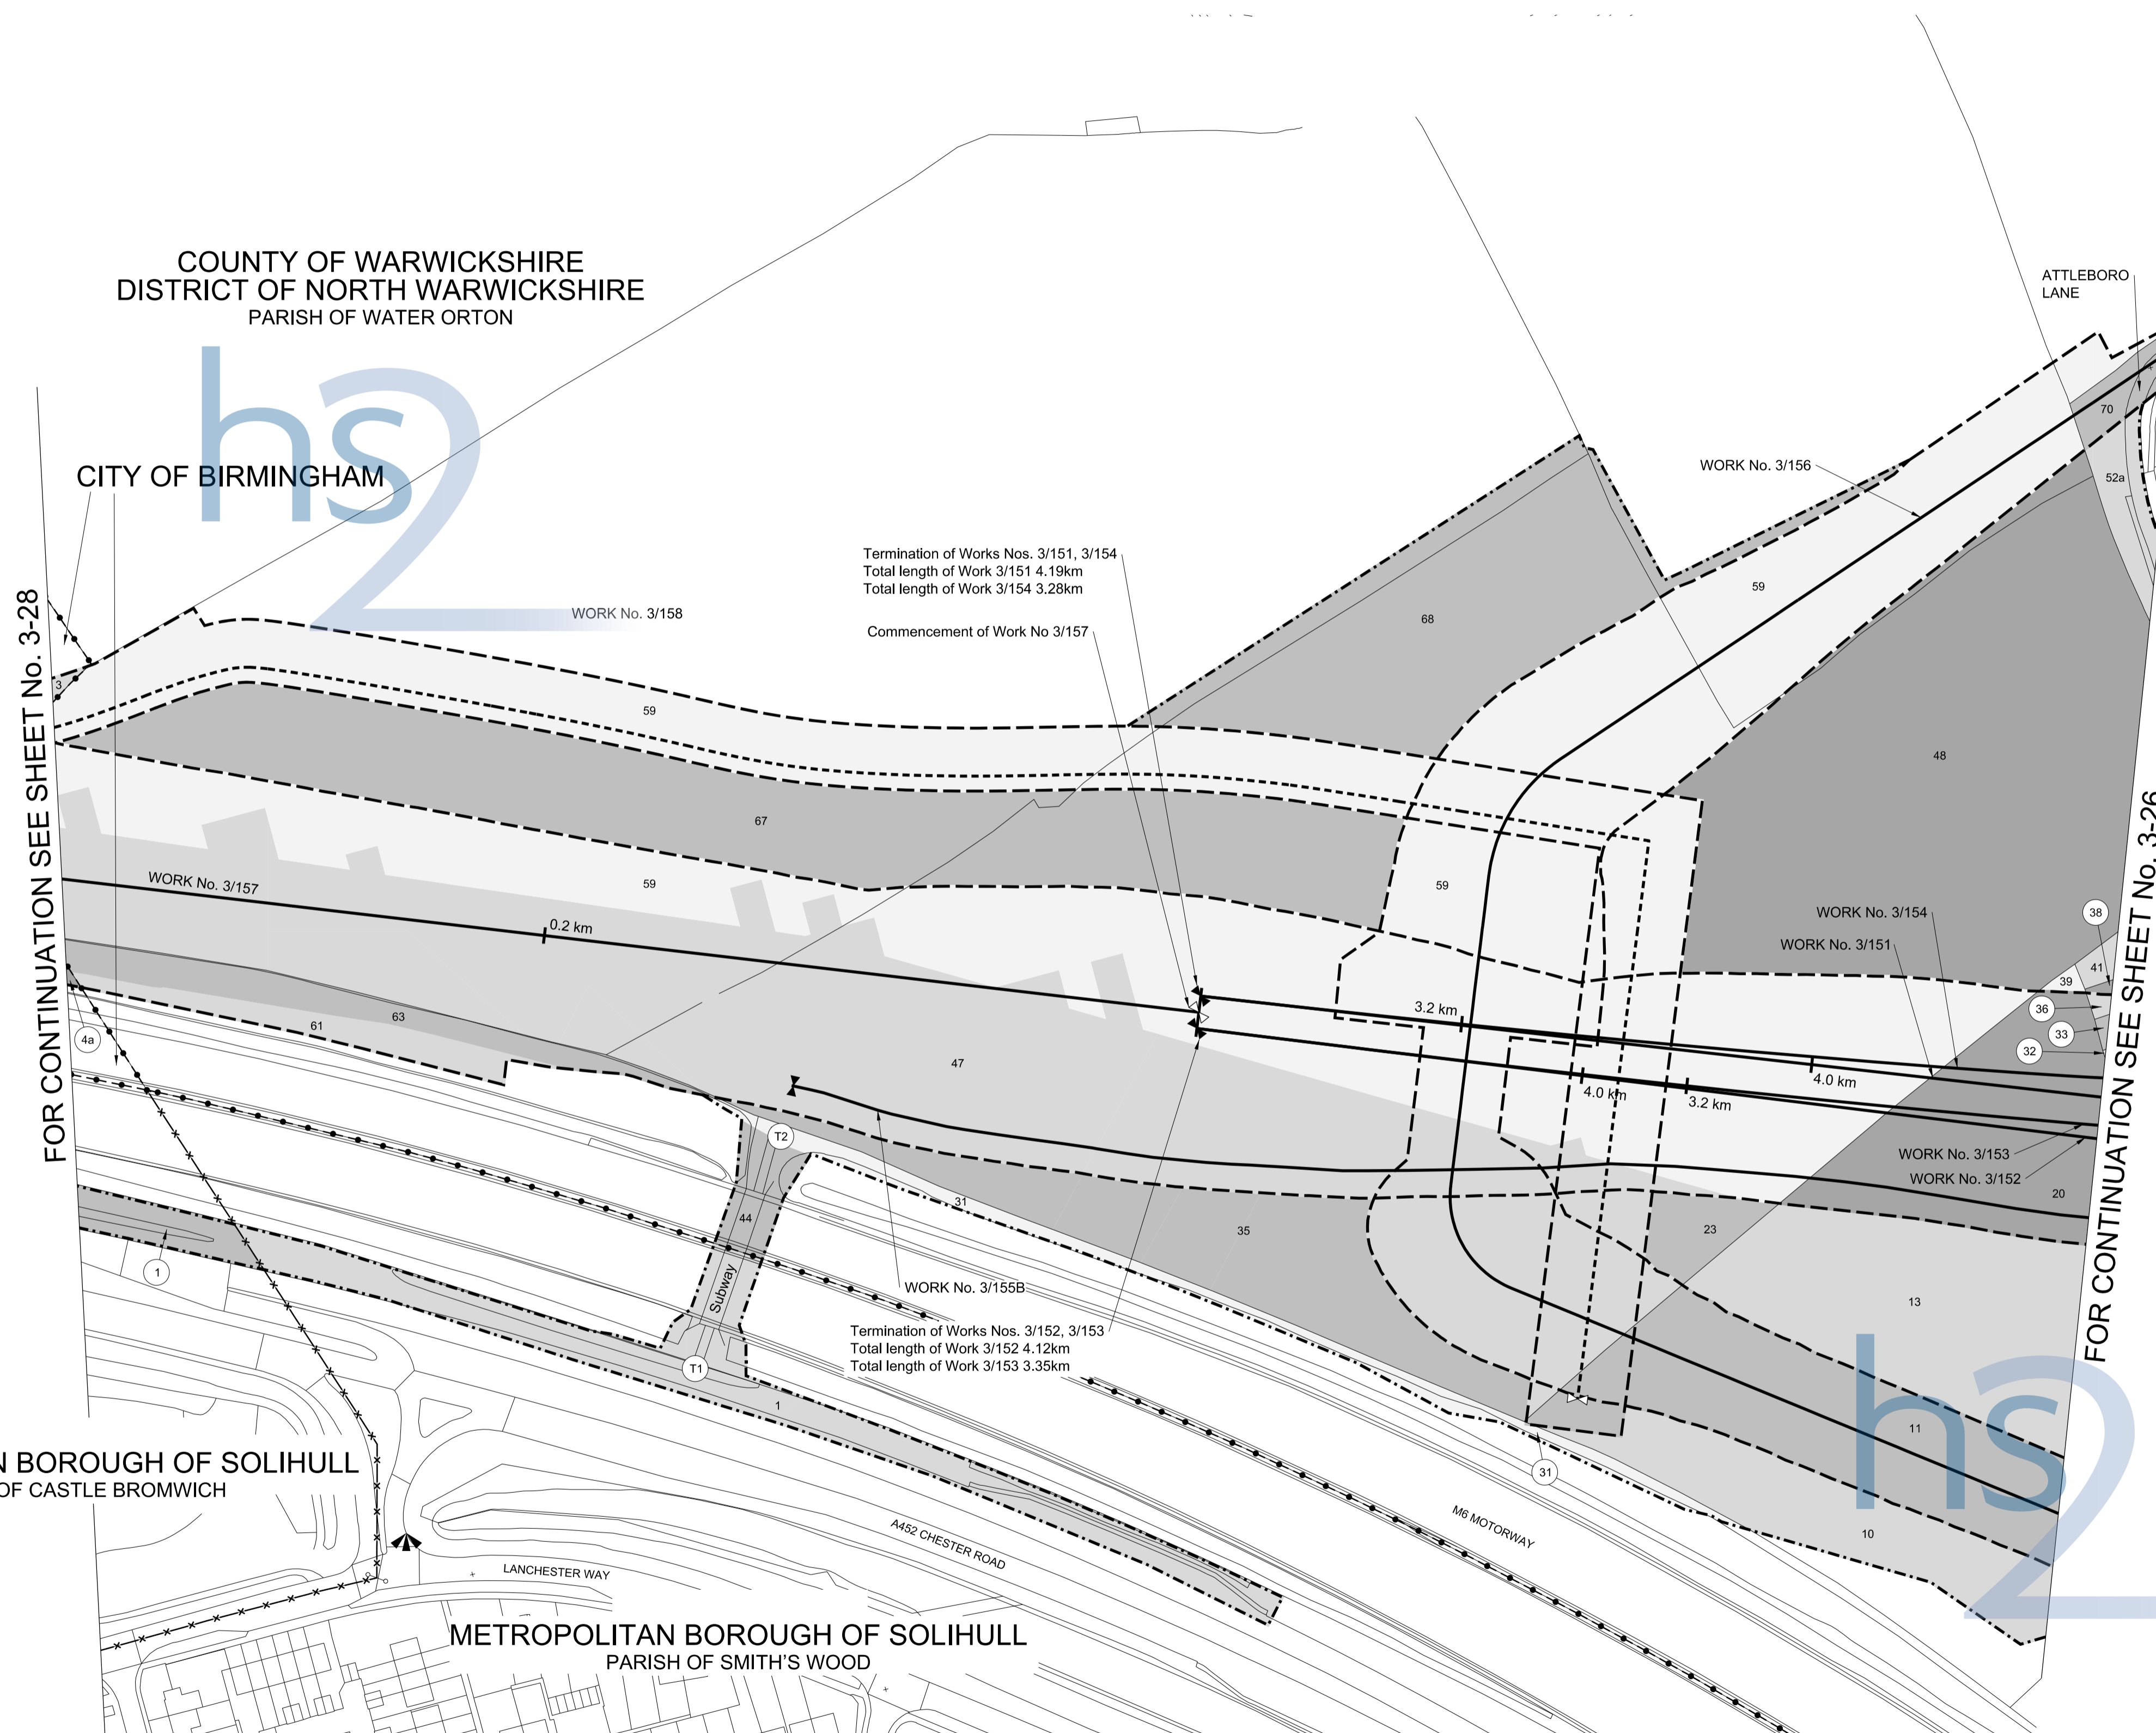 COUNTY OF WARWICKSHIRE
DISTRICT OF NORTH WARWICKSHIRE
PARISH OF WATER ORTON
ATTLEBORO
LANE
hs2
CITY OF BIRMINGHAM
70
WORK No. 3/156
52a
Termination of Works Nos. 3/151, 3/154
Total length of Work 3/151 4.19km
Total length of Work 3/154 3.28km
59
WORK No. 3/158
68
Commencement of Work No 3/157
FOR CONTINUATION SEE SHEET No. 3-28
3
59
48
67
WORK No. 3/157
59
59
0.2 km
WORK No. 3/154
38
WORK No. 3/151
41
39
3.2 km
36
63
61
33
4a
32
47
4.0 km
4.0 km
3.2 km
FOR CONTINUATION SEE SHEET No. 3-26
T2
WORK No. 3/153
WORK No. 3/152
20
31
44
35
23
1
Subway
WORK No. 3/155B
13
Termination of Works Nos. 3/152, 3/153
Total length of Work 3/152 4.12km
Total length of Work 3/153 3.35km
T1
1
11
hs2
N BOROUGH OF SOLIHULL
OF CASTLE BROMWICH
31
M6 MOTORWAY
10
A452 CHESTER ROAD
LANCHESTER WAY
METROPOLITAN BOROUGH OF SOLIHULL
PARISH OF SMITH'S WOOD